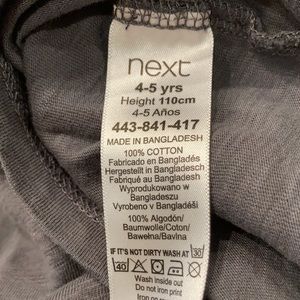 next
4-5 yrs
Height 110cm
4-5 Años
443-841-417
MADE IN BANGLADESH
100% COTTON
Fabricado en Bangladés
Hergestellt in Bangladesch
Fabriqué au Bangladesh
Wyprodukowano w
Bangladeszu
Vyrobeno v Bangladéši
100% Algodón/
Baumwolle/Coton/
Bawełna/Bavlna
IF IT'S NOT DIRTY WASH AT 30
40
Wash inside out
Do not iron print